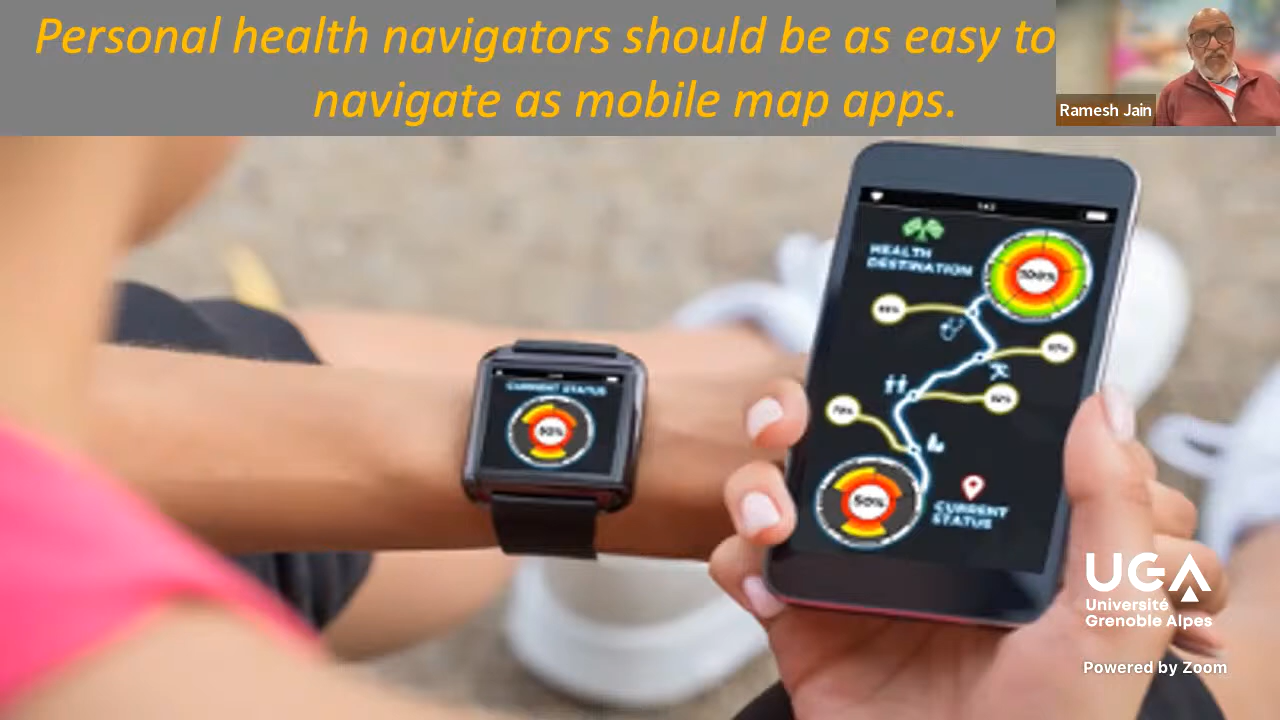 Personal health navigators should be as easy to
navigate as mobile map apps.
Ramesh Jain
HEALTH
DESTINATION
100%
CURRENT STATUS
50%
50%
CURRENT
STATUS
UGA
Université
Grenoble Alpes
Powered by Zoom